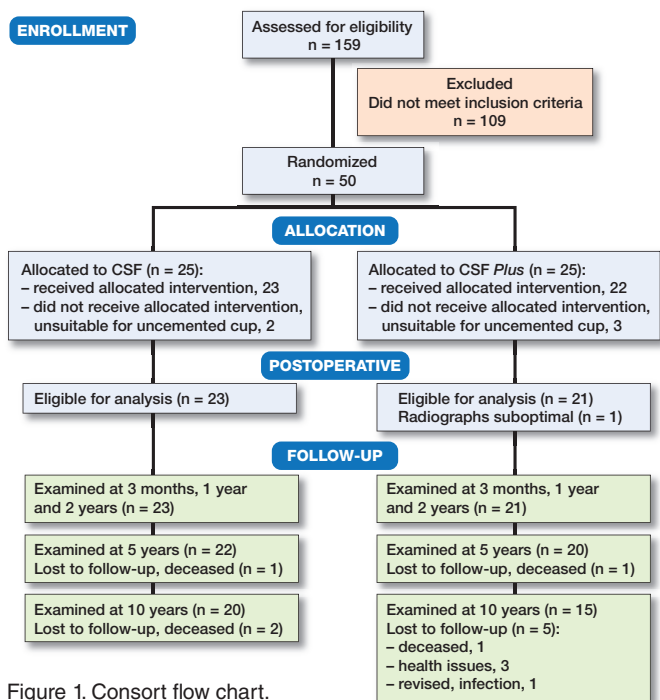 ENROLLMENT
Assessed for eligibility
n = 159
Excluded
Did not meet inclusion criteria
n = 109
Randomized
n = 50
ALLOCATION
Allocated to CSF (n = 25):
– received allocated intervention, 23
– did not receive allocated intervention,
unsuitable for uncemented cup, 2
Allocated to CSF Plus (n = 25):
– received allocated intervention, 22
– did not receive allocated intervention,
unsuitable for uncemented cup, 3
POSTOPERATIVE
Eligible for analysis (n = 23)
Eligible for analysis (n = 21)
Radiographs suboptimal (n = 1)
FOLLOW-UP
Examined at 3 months, 1 year
and 2 years (n = 23)
Examined at 3 months, 1 year
and 2 years (n = 21)
Examined at 5 years (n = 22)
Lost to follow-up, deceased (n = 1)
Examined at 5 years (n = 20)
Lost to follow-up, deceased (n = 1)
Examined at 10 years (n = 20)
Lost to follow-up, deceased (n = 2)
Examined at 10 years (n = 15)
Lost to follow-up (n = 5):
– deceased, 1
– health issues, 3
– revised, infection, 1
Figure 1. Consort flow chart.